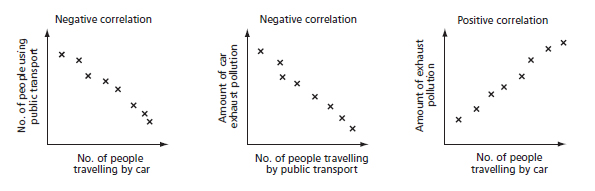 Negative correlation
No. of people using
public transport
No. of people
travelling by car
Negative correlation
Amount of car
exhaust pollution
No. of people travelling
by public transport
Positive correlation
Amount of exhaust
pollution
No. of people
travelling by car